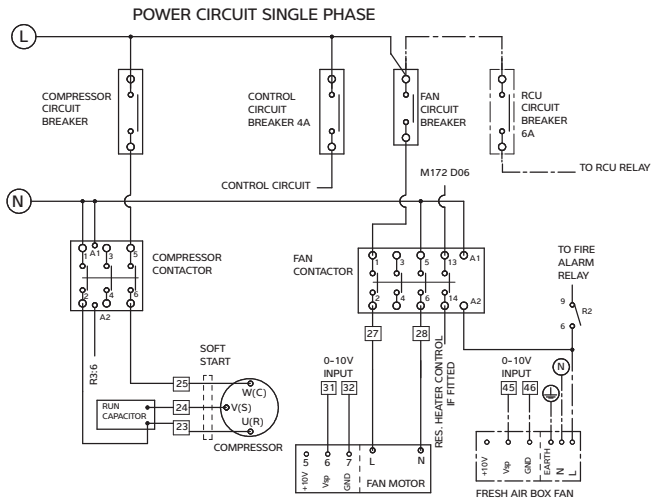 POWER CIRCUIT SINGLE PHASE
L
COMPRESSOR
CIRCUIT
BREAKER
CONTROL
CIRCUIT
BREAKER 4A
FAN
CIRCUIT
BREAKER
RCU
CIRCUIT
BREAKER
6A
TO RCU RELAY
M172 D06
CONTROL CIRCUIT
N
1
A1
3
5
2
4
6
A2
COMPRESSOR
CONTACTOR
FAN
CONTACTOR
1
3
5
13
A1
2
4
6
14
A2
TO FIRE
ALARM
RELAY
9
R2
6
R3:6
27
28
RES. HEATER CONTROL
IF FITTED
SOFT
START
0-10V
INPUT
31
32
0-10V
INPUT
45
46
N
25
24
23
W(C)
V(S)
U(R)
RUN
CAPACITOR
COMPRESSOR
5
6
7
L
N
+10V
Vsp
GND
FAN MOTOR
+10V
Vsp
GND
EARTH
N
L
FRESH AIR BOX FAN